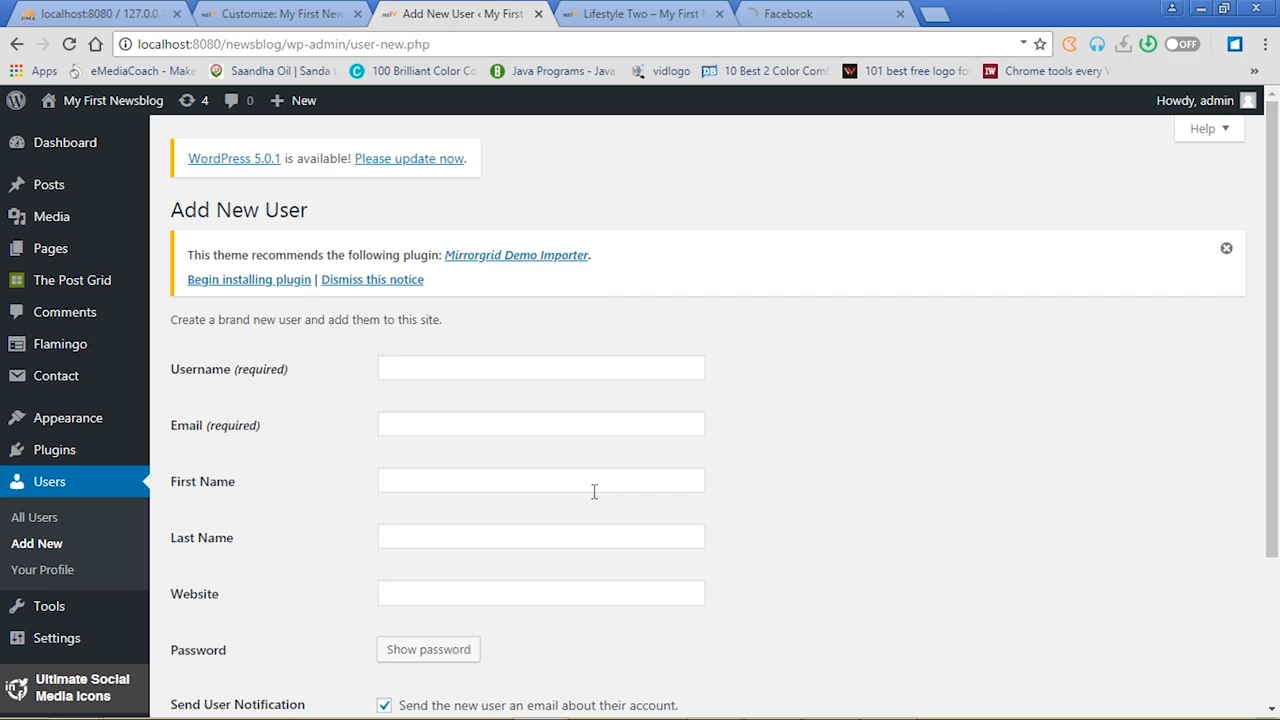 localhost:8080 / 127.0.0.
Customize: My First New
Add New User ‹ My First
Lifestyle Two – My First N
Facebook
localhost:8080/newsblog/wp-admin/user-new.php
OFF
Apps
eMediaCoach - Make
Saandha Oil | Sanda
100 Brilliant Color Co
Java Programs - Java
vidlogo
10 Best 2 Color Comb
101 best free logo fo
Chrome tools every W
»
My First Newsblog
4
0
New
Howdy, admin
Help
Dashboard
Posts
Media
Pages
The Post Grid
Comments
Flamingo
Contact
Appearance
Plugins
Users
All Users
Add New
Your Profile
Tools
Settings
Ultimate Social
Media Icons
WordPress 5.0.1 is available! Please update now.
Add New User
This theme recommends the following plugin: Mirrorgrid Demo Importer.
Begin installing plugin | Dismiss this notice
Create a brand new user and add them to this site.
Username (required)
Email (required)
First Name
Last Name
Website
Password
Show password
Send User Notification
Send the new user an email about their account.